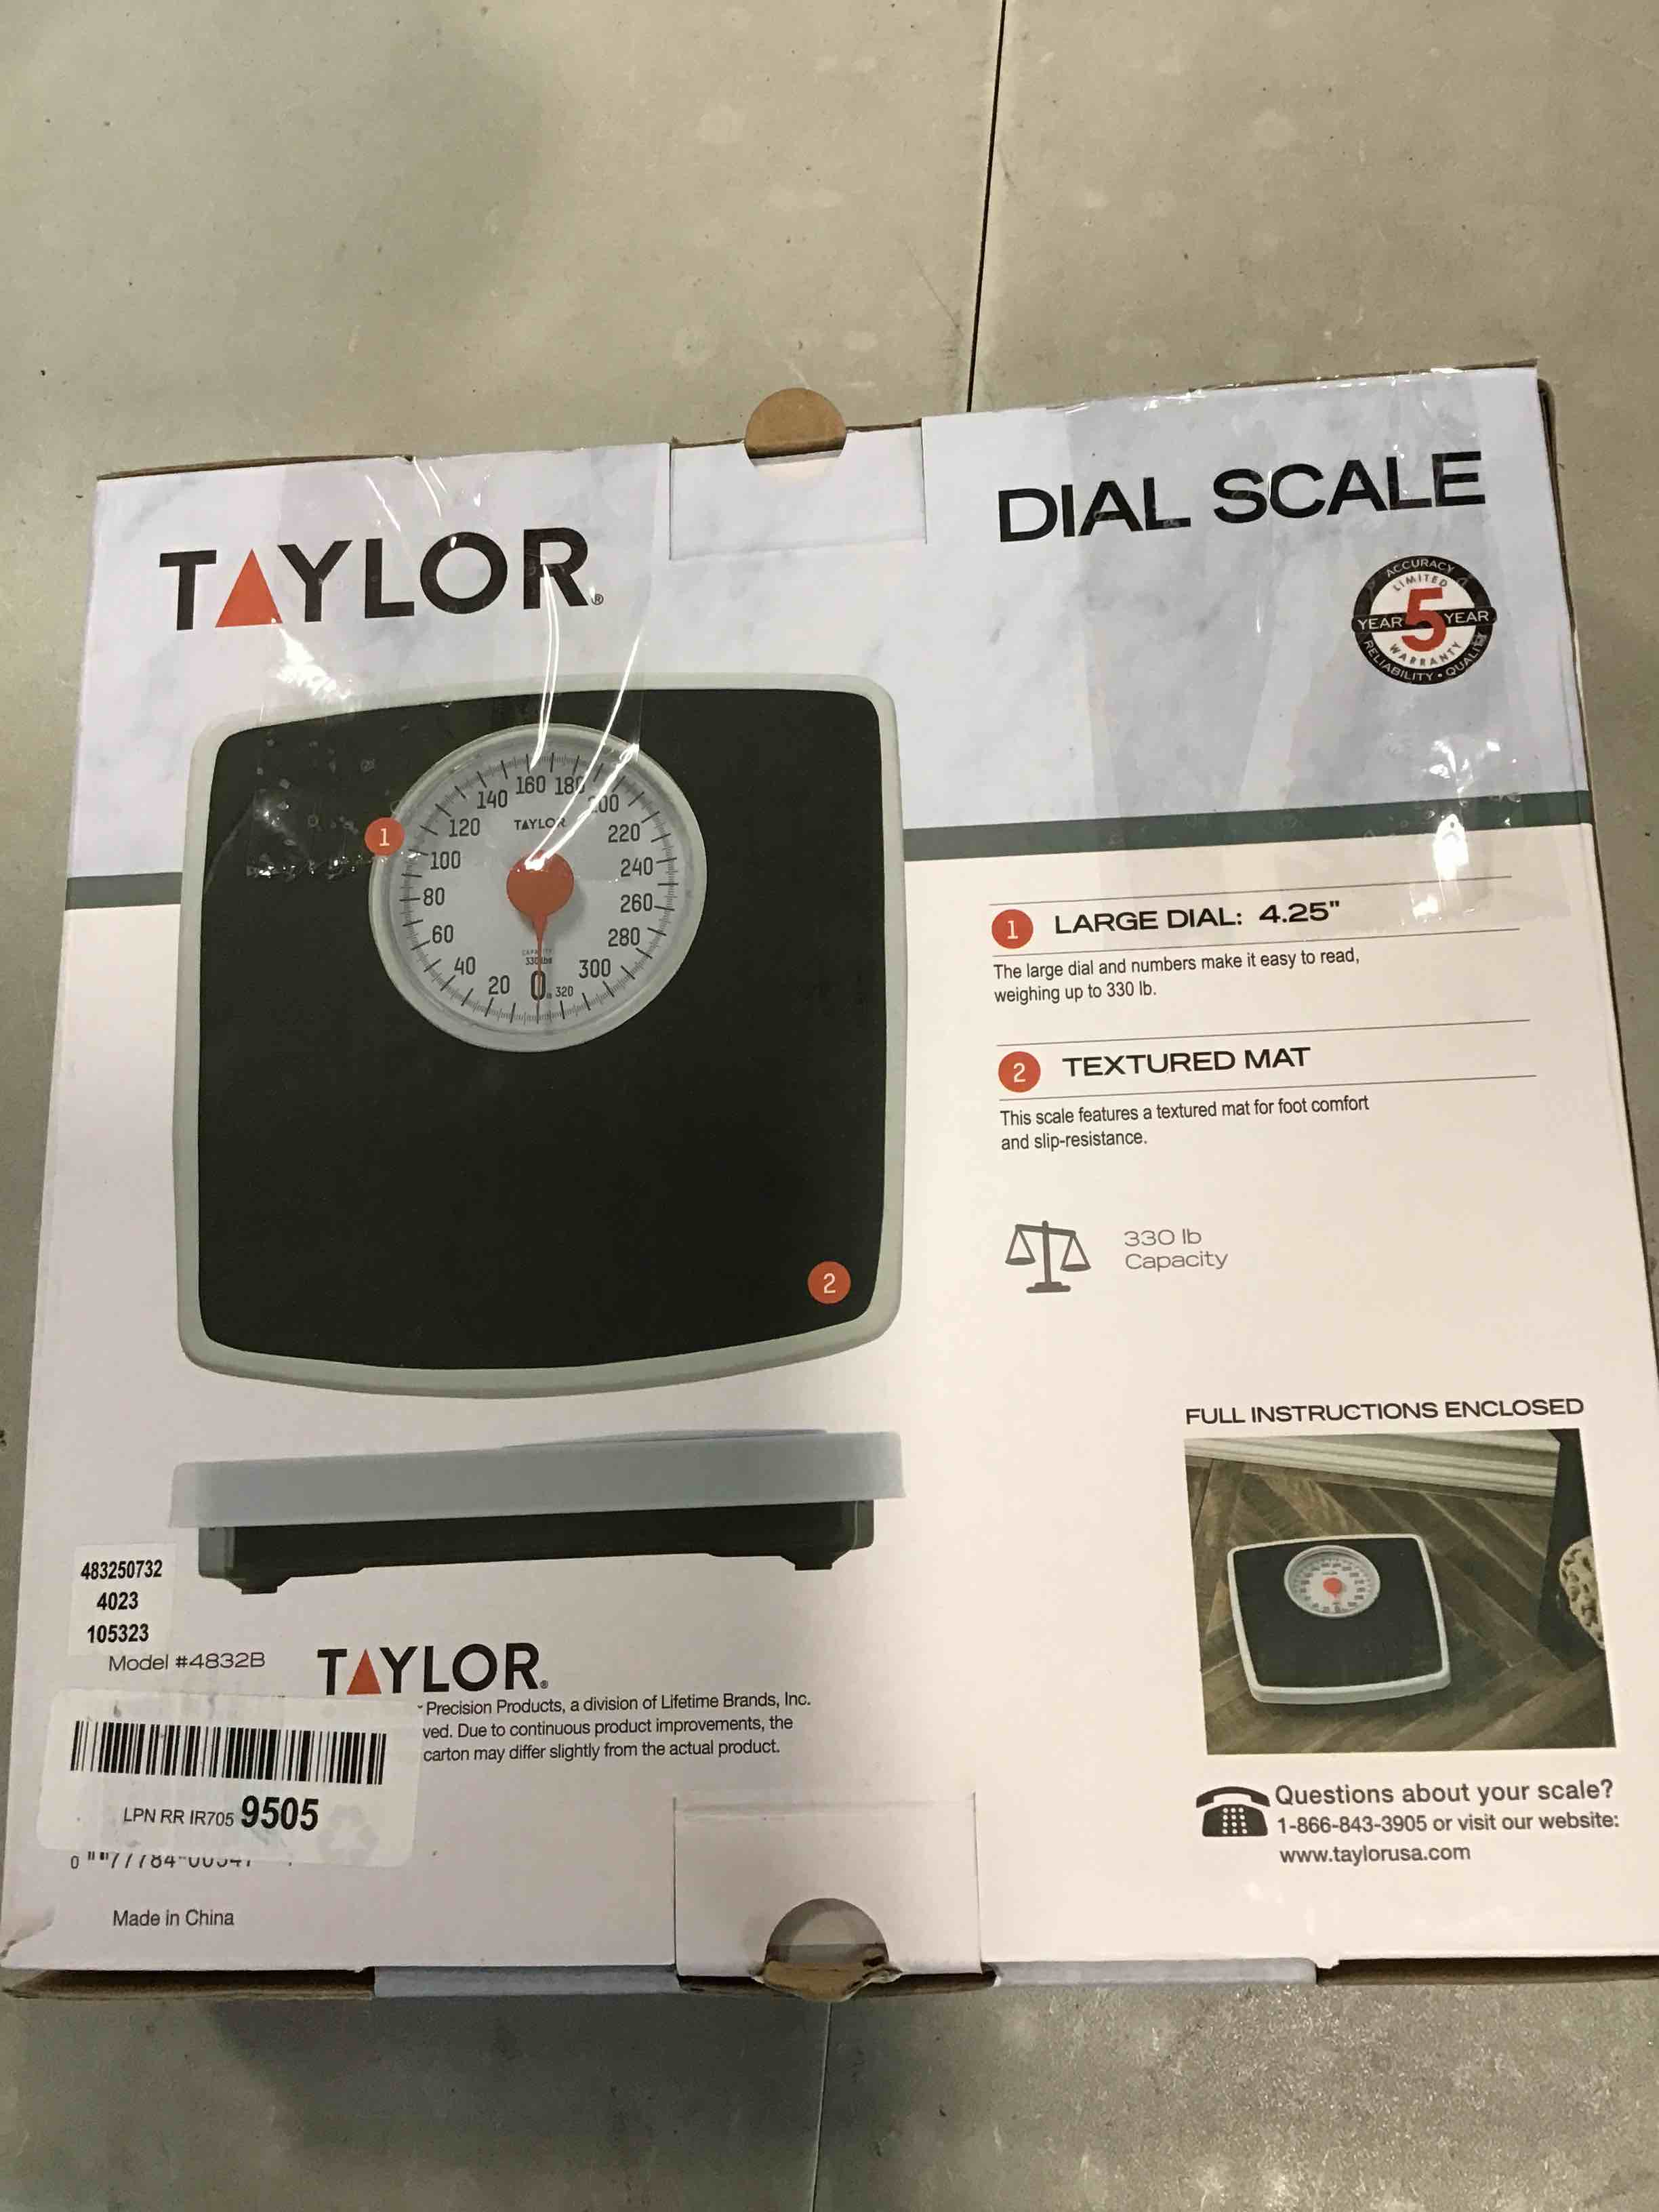 TAYLOR®
DIAL SCALE
ACCURACY
LIMITED
YEAR 5 YEAR
WARRANTY
RELIABILITY • QUALITY
160 180
140 200
120 TAYLOR 220
1
100 240
80 260
60 280
CAPACITY
330 lbs
40 300
20 0 lb 320
2
1 LARGE DIAL: 4.25"
The large dial and numbers make it easy to read,
weighing up to 330 lb.
2 TEXTURED MAT
This scale features a textured mat for foot comfort
and slip-resistance.
330 lb
Capacity
FULL INSTRUCTIONS ENCLOSED
483250732
4023
105323
Model #4832B
TAYLOR®
Precision Products, a division of Lifetime Brands, Inc.
ved. Due to continuous product improvements, the
carton may differ slightly from the actual product.
LPN RR IR705 9505
Made in China
Questions about your scale?
1-866-843-3905 or visit our website:
www.taylorusa.com